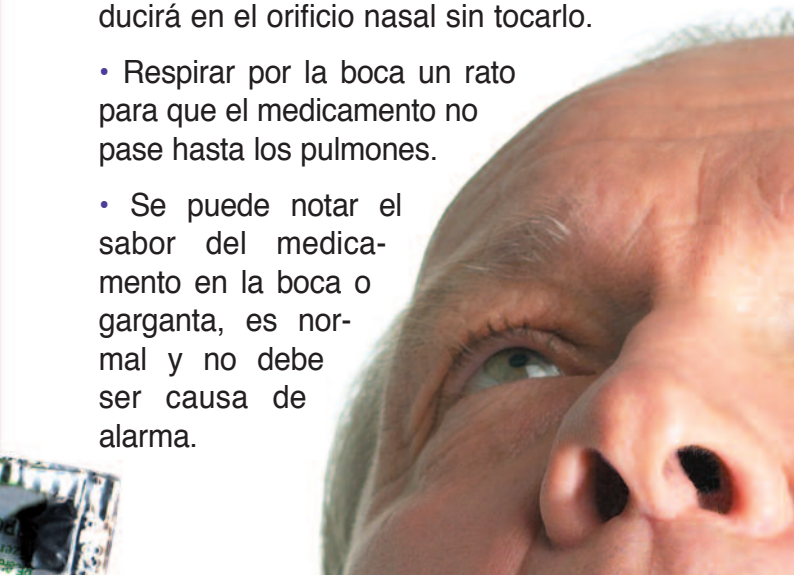 ducirá en el orificio nasal sin tocarlo.
• Respirar por la boca un rato
para que el medicamento no
pase hasta los pulmones.
• Se puede notar el
sabor del medica-
mento en la boca o
garganta, es nor-
mal y no debe
ser causa de
alarma.